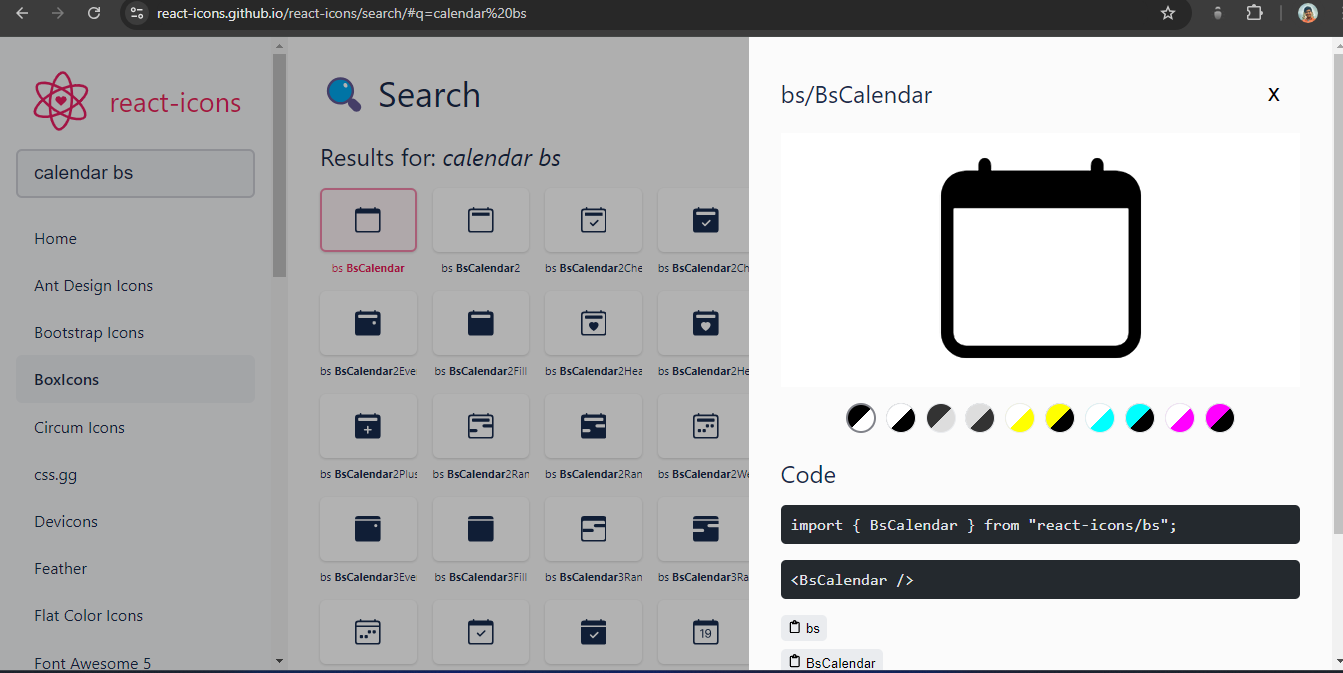 react-icons.github.io/react-icons/search/#q=calendar%20bs
react-icons
calendar bs
Home
Ant Design Icons
Bootstrap Icons
BoxIcons
Circum Icons
css.gg
Devicons
Feather
Flat Color Icons
Font Awesome 5
Search
Results for: calendar bs
bs BsCalendar
bs BsCalendar2
bs BsCalendar2Che
bs BsCalendar2Ch
bs BsCalendar2Eve
bs BsCalendar2Fill
bs BsCalendar2Hea
bs BsCalendar2He
bs BsCalendar2Plus
bs BsCalendar2Ran
bs BsCalendar2Ran
bs BsCalendar2We
bs BsCalendar3Eve
bs BsCalendar3Fill
bs BsCalendar3Ran
bs BsCalendar3Ra
19
bs/BsCalendar
X
Code
import { BsCalendar } from "react-icons/bs";
<BsCalendar />
bs
BsCalendar